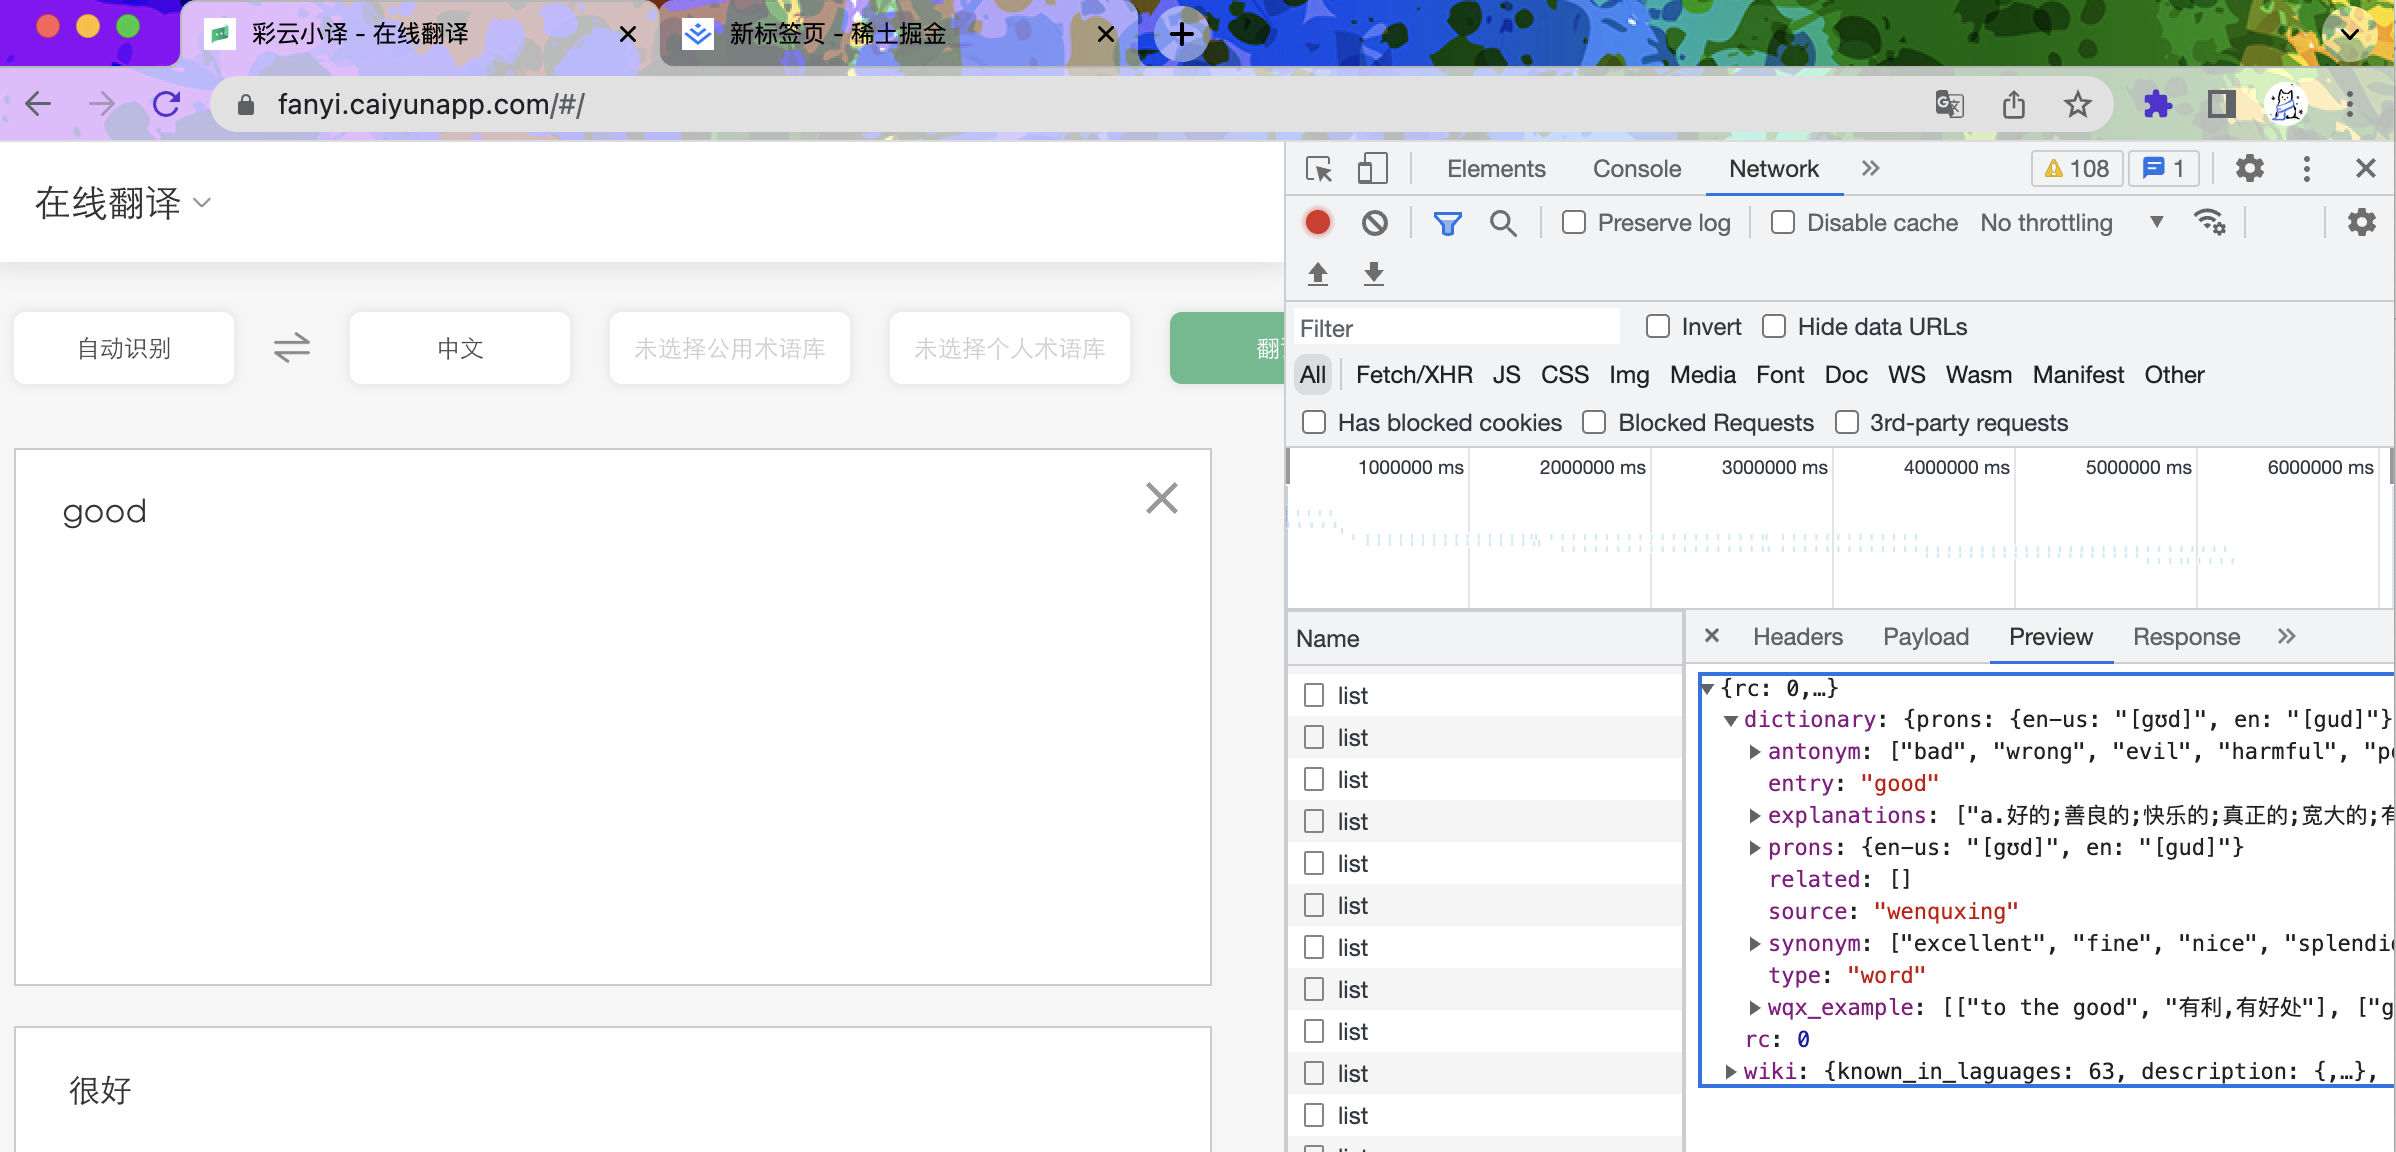 彩云小译 - 在线翻译
新标签页 - 稀土掘金
fanyi.caiyunapp.com/#/
在线翻译
自动识别
中文
未选择公用术语库
未选择个人术语库
翻
good
很好
Elements Console Network
108 1
Preserve log Disable cache No throttling
Filter Invert Hide data URLs
All Fetch/XHR JS CSS Img Media Font Doc WS Wasm Manifest Other
Has blocked cookies Blocked Requests 3rd-party requests
1000000 ms 2000000 ms 3000000 ms 4000000 ms 5000000 ms 6000000 ms
Name
list
list
list
list
list
list
list
list
list
list
list
Headers Payload Preview Response
{rc: 0,…}
dictionary: {prons: {en-us: "[gʊd]", en: "[gud]"}
antonym: ["bad", "wrong", "evil", "harmful", "po
entry: "good"
explanations: ["a.好的;善良的;快乐的;真正的;宽大的;有
prons: {en-us: "[gʊd]", en: "[gud]"}
related: []
source: "wenquxing"
synonym: ["excellent", "fine", "nice", "splendi
type: "word"
wqx_example: [["to the good", "有利,有好处"], ["g
rc: 0
wiki: {known_in_laguages: 63, description: {,…},